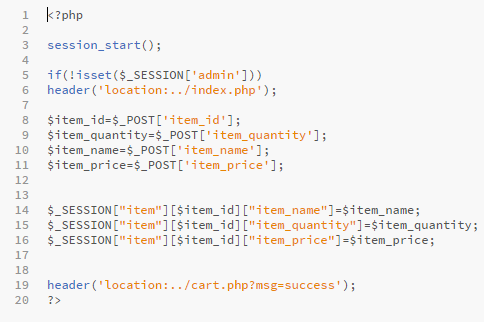 1 <?php
2
3 session_start();
4
5 if(!isset($_SESSION['admin']))
6 header('location:../index.php');
7
8 $item_id=$_POST['item_id'];
9 $item_quantity=$_POST['item_quantity'];
10 $item_name=$_POST['item_name'];
11 $item_price=$_POST['item_price'];
12
13
14 $_SESSION["item"][$item_id]["item_name"]=$item_name;
15 $_SESSION["item"][$item_id]["item_quantity"]=$item_quantity;
16 $_SESSION["item"][$item_id]["item_price"]=$item_price;
17
18
19 header('location:../cart.php?msg=success');
20 ?>